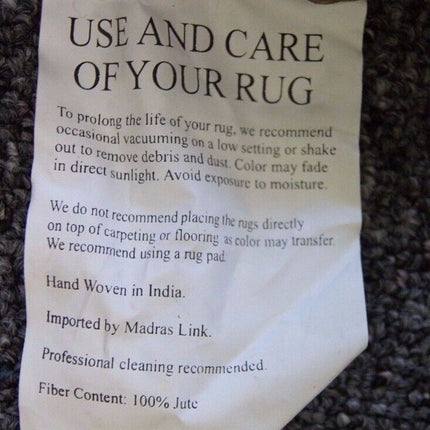 USE AND CARE
OF YOUR RUG
To prolong the life of your rug, we recommend
occasional vacuuming on a low setting or shake
out to remove debris and dust. Color may fade
in direct sunlight. Avoid exposure to moisture.
We do not recommend placing the rugs directly
on top of carpeting or flooring as color may transfer.
We recommend using a rug pad.
Hand Woven in India.
Imported by Madras Link.
Professional cleaning recommended.
Fiber Content: 100% Jute